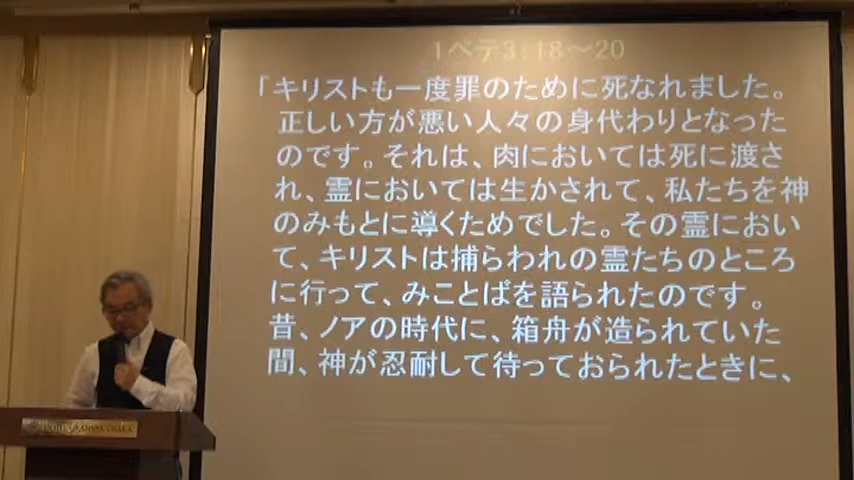 1ペテ3:18～20
「キリストも一度罪のために死なれました。
正しい方が悪い人々の身代わりとなった
のです。それは、肉においては死に渡さ
れ、霊においては生かされて、私たちを神
のみもとに導くためでした。その霊におい
て、キリストは捕らわれの霊たちのところ
に行って、みことばを語られたのです。
昔、ノアの時代に、箱舟が造られていた
間、神が忍耐して待っておられたときに、